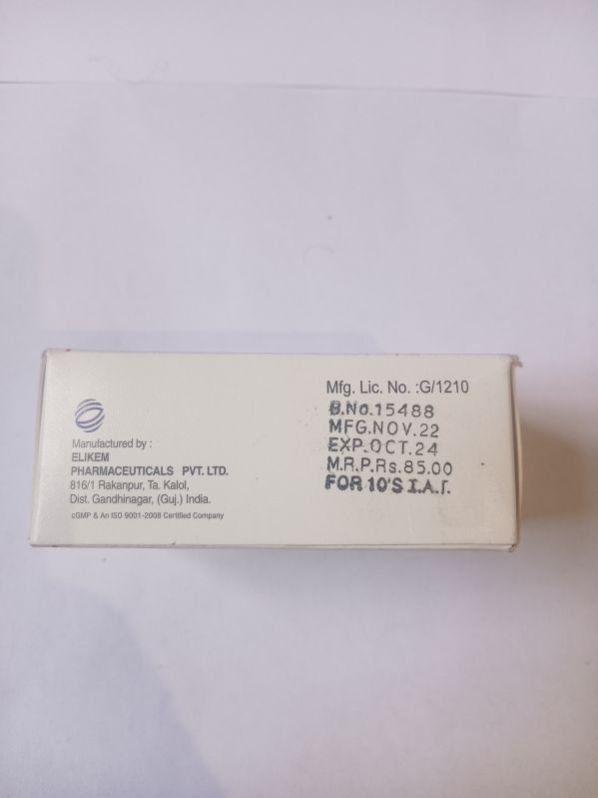 Manufactured by :
ELIKEM
PHARMACEUTICALS PVT. LTD.
816/1 Rakanpur, Ta. Kalol,
Dist. Gandhinagar, (Guj.) India.
cGMP & An ISO 9001-2008 Certified Company
Mfg. Lic. No. :G/1210
B.No.15488
MFG.NOV.22
EXP.OCT.24
M.R.P.Rs.85.00
FOR 10'S I.A.T.